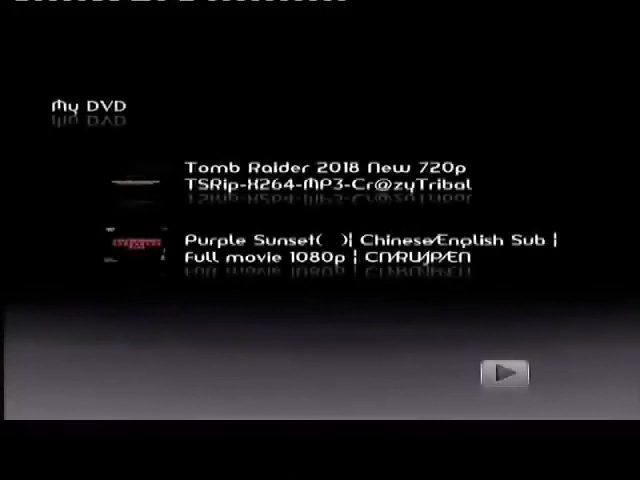 My DVD
Tomb Raider 2018 New 720p
TSRip-X264-MP3-Cr@zyTribal
Purple Sunset( )| Chinese/English Sub |
Full movie 1080p | CN/RU/JP/EN